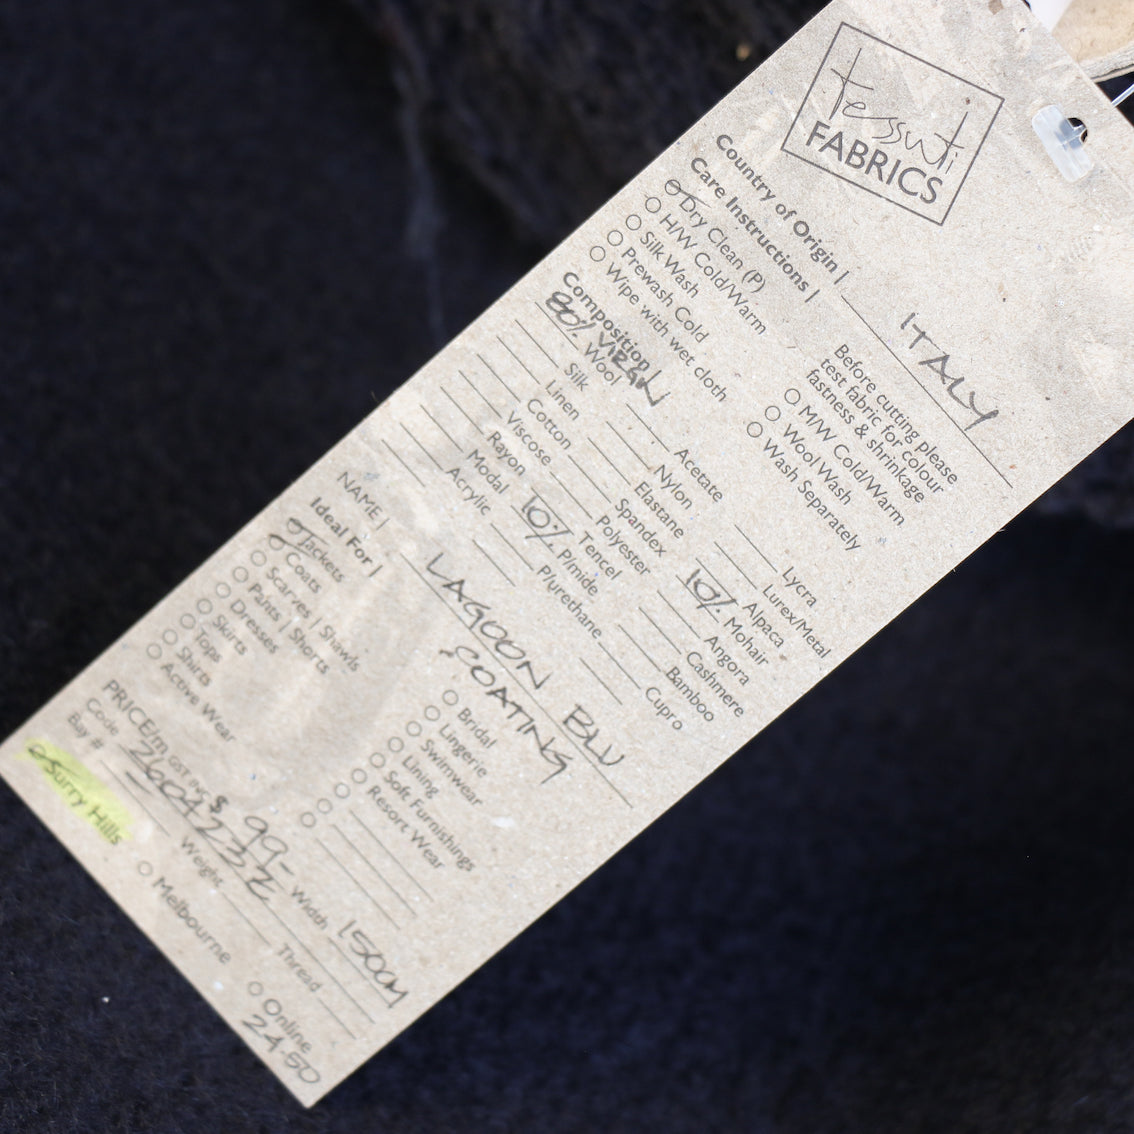 Tessuti
FABRICS
Country of Origin | ITALY
Care Instructions |
Dry Clean (P)
H/W Cold/Warm
Silk Wash
Prewash Cold
Wipe with wet cloth
Before cutting please
test fabric for colour
fastness & shrinkage
M/W Cold/Warm
Wool Wash
Wash Separately
Composition |
80% VIRGIN Wool
Silk
Linen
Cotton
Viscose
Rayon
Modal
Acrylic
Acetate
Nylon
Elastane
Spandex
Polyester
Tencel
10% P/mide
P/urethane
Lycra
Lurex/Metal
Alpaca
10% Mohair
Angora
Cashmere
Bamboo
Cupro
NAME | LAGOON BLU
COATING
Ideal For |
Jackets
Coats
Scarves | Shawls
Pants | Shorts
Dresses
Skirts
Tops
Shirts
Active Wear
Bridal
Lingerie
Swimwear
Lining
Soft Furnishings
Resort Wear
PRICE/m GST inc $ 99- Width 150CM
Code Weight Thread
Bay #
Surry Hills
Melbourne
Online
24.50